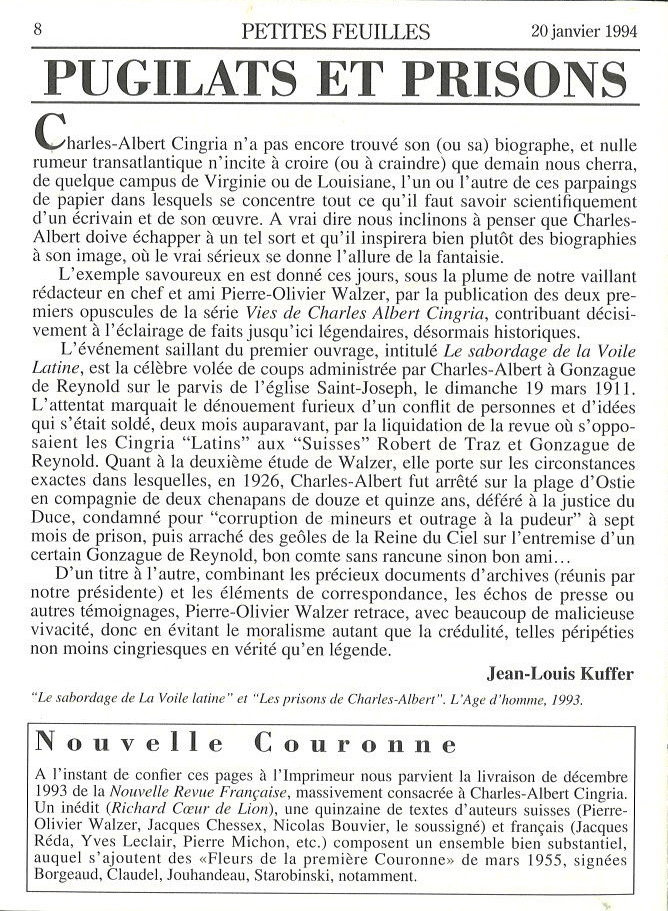 8 PETITES FEUILLES 20 janvier 1994
PUGILATS ET PRISONS
Charles-Albert Cingria n'a pas encore trouvé son (ou sa) biographe, et nulle
rumeur transatlantique n'incite à croire (ou à craindre) que demain nous cherra,
de quelque campus de Virginie ou de Louisiane, l'un ou l'autre de ces parpaings
de papier dans lesquels se concentre tout ce qu'il faut savoir scientifiquement
d'un écrivain et de son œuvre. A vrai dire nous inclinons à penser que Charles-
Albert doive échapper à un tel sort et qu'il inspirera bien plutôt des biographies
à son image, où le vrai sérieux se donne l'allure de la fantaisie.
L'exemple savoureux en est donné ces jours, sous la plume de notre vaillant
rédacteur en chef et ami Pierre-Olivier Walzer, par la publication des deux pre-
miers opuscules de la série Vies de Charles Albert Cingria, contribuant décisi-
vement à l'éclairage de faits jusqu'ici légendaires, désormais historiques.
L'événement saillant du premier ouvrage, intitulé Le sabordage de la Voile
Latine, est la célèbre volée de coups administrée par Charles-Albert à Gonzague
de Reynold sur le parvis de l'église Saint-Joseph, le dimanche 19 mars 1911.
L'attentat marquait le dénouement furieux d'un conflit de personnes et d'idées
qui s'était soldé, deux mois auparavant, par la liquidation de la revue où s'oppo-
saient les Cingria "Latins" aux "Suisses" Robert de Traz et Gonzague de
Reynold. Quant à la deuxième étude de Walzer, elle porte sur les circonstances
exactes dans lesquelles, en 1926, Charles-Albert fut arrêté sur la plage d'Ostie
en compagnie de deux chenapans de douze et quinze ans, déféré à la justice du
Duce, condamné pour "corruption de mineurs et outrage à la pudeur" à sept
mois de prison, puis arraché des geôles de la Reine du Ciel sur l'entremise d'un
certain Gonzague de Reynold, bon comte sans rancune sinon bon ami...
D'un titre à l'autre, combinant les précieux documents d'archives (réunis par
notre présidente) et les éléments de correspondance, les échos de presse ou
autres témoignages, Pierre-Olivier Walzer retrace, avec beaucoup de malicieuse
vivacité, donc en évitant le moralisme autant que la crédulité, telles péripéties
non moins cingriesques en vérité qu'en légende.
Jean-Louis Kuffer
"Le sabordage de La Voile latine" et "Les prisons de Charles-Albert". L'Age d'homme, 1993.
Nouvelle Couronne
A l'instant de confier ces pages à l'Imprimeur nous parvient la livraison de décembre
1993 de la Nouvelle Revue Française, massivement consacrée à Charles-Albert Cingria.
Un inédit (Richard Cœur de Lion), une quinzaine de textes d'auteurs suisses (Pierre-
Olivier Walzer, Jacques Chessex, Nicolas Bouvier, le soussigné) et français (Jacques
Réda, Yves Leclair, Pierre Michon, etc.) composent un ensemble bien substantiel,
auquel s'ajoutent des «Fleurs de la première Couronne» de mars 1955, signées
Borgeaud, Claudel, Jouhandeau, Starobinski, notamment.